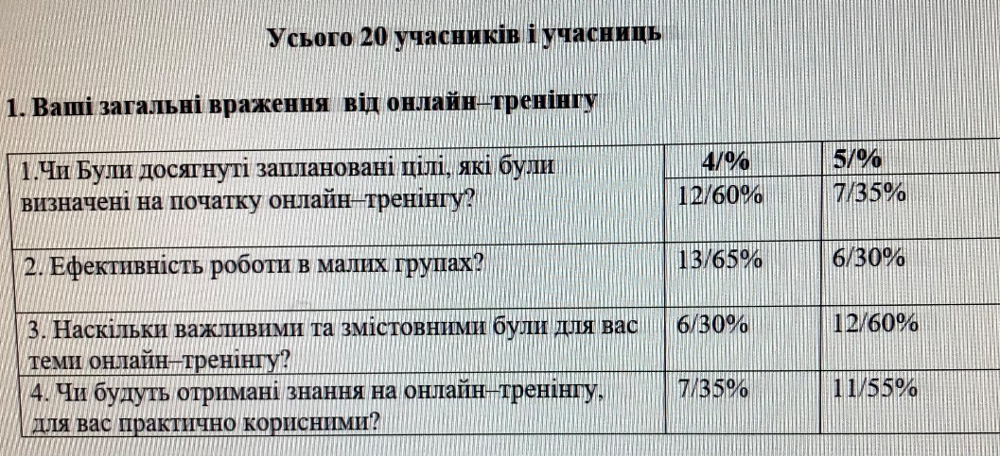 Усього 20 учасників і учасниць
1. Ваші загальні враження від онлайн–тренінгу
1.Чи Були досягнуті заплановані цілі, які були
визначені на початку онлайн–тренінгу?
4/%
5/%
12/60%
7/35%
2. Ефективність роботи в малих групах?
13/65%
6/30%
3. Наскільки важливими та змістовними були для вас
теми онлайн–тренінгу?
6/30%
12/60%
4. Чи будуть отримані знання на онлайн–тренінгу,
для вас практично корисними?
7/35%
11/55%